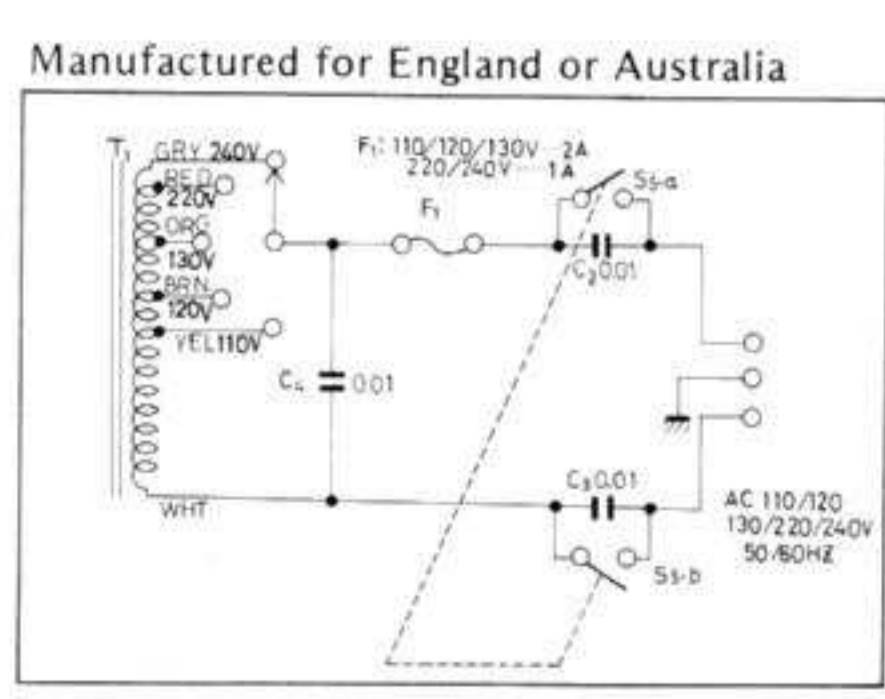 Manufactured for England or Australia
T₁
GRY 240V
RED
220V
ORG
130V
BRN
120V
YEL 110V
WHT
F₁: 110/120/130V---2A
220/240V----1A
F₁
S5-a
C₂ 0.01
C₄ 0.01
C₃ 0.01
S5-b
AC 110/120
130/220/240V
50/60HZ